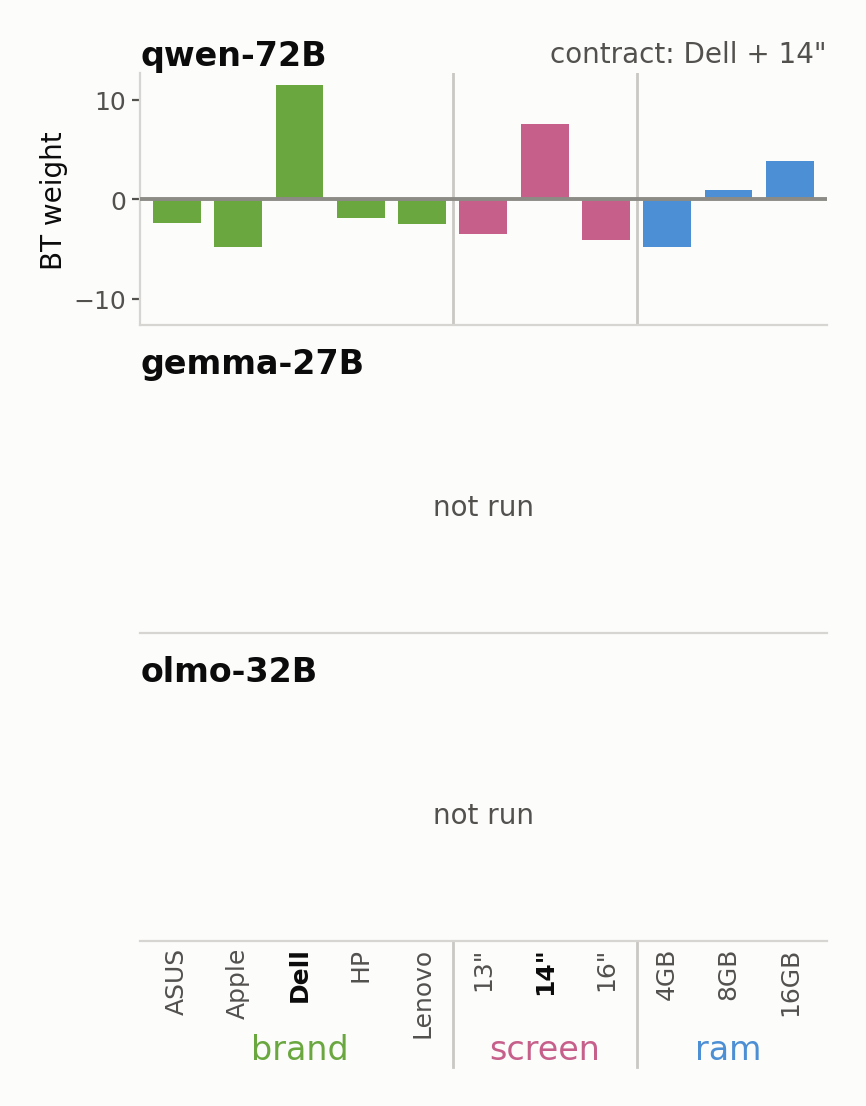 qwen-72B
contract: Dell + 14"
BT weight
10
0
−10
gemma-27B
not run
olmo-32B
not run
ASUS
Apple
Dell
HP
Lenovo
13"
14"
16"
4GB
8GB
16GB
brand
screen
ram